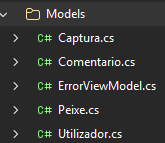 Models
C# Captura.cs
C# Comentario.cs
C# ErrorViewModel.cs
C# Peixe.cs
C# Utilizador.cs